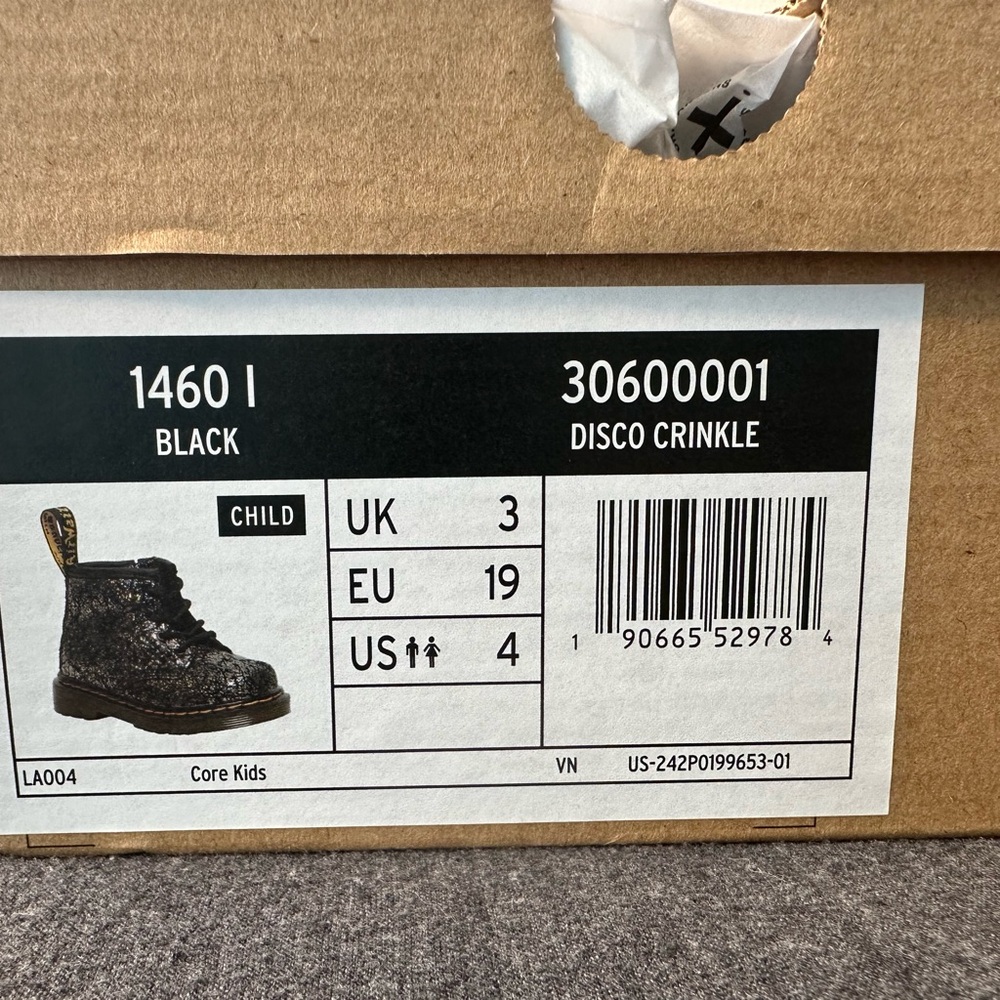 1460 I
BLACK
30600001
DISCO CRINKLE
CHILD
UK 3
EU 19
US 4
1 90665 52978 4
LA004
Core Kids
VN
US-242P0199653-01